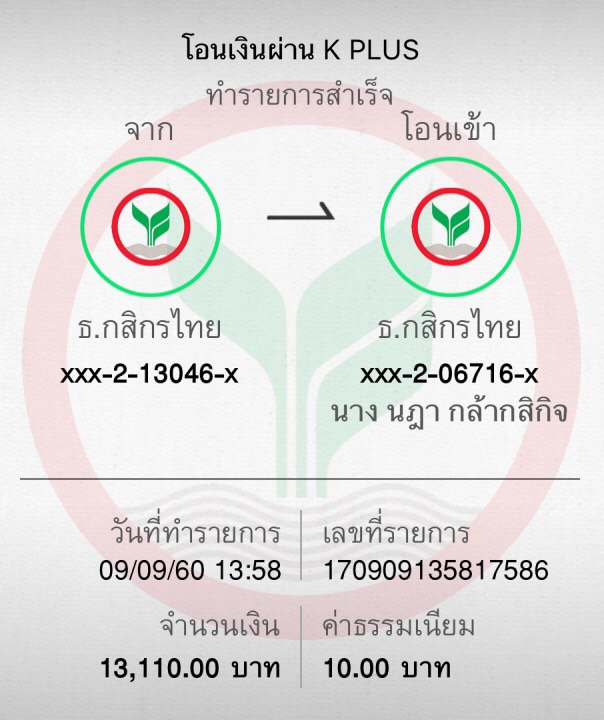 โอนเงินผ่าน K PLUS
ทำรายการสำเร็จ
จาก
โอนเข้า
ธ.กสิกรไทย
ธ.กสิกรไทย
xxx-2-13046-x
xxx-2-06716-x
นาง นฎา กล้ากสิกิจ
วันที่ทำรายการ
เลขที่รายการ
09/09/60 13:58
170909135817586
จำนวนเงิน
ค่าธรรมเนียม
13,110.00 บาท
10.00 บาท